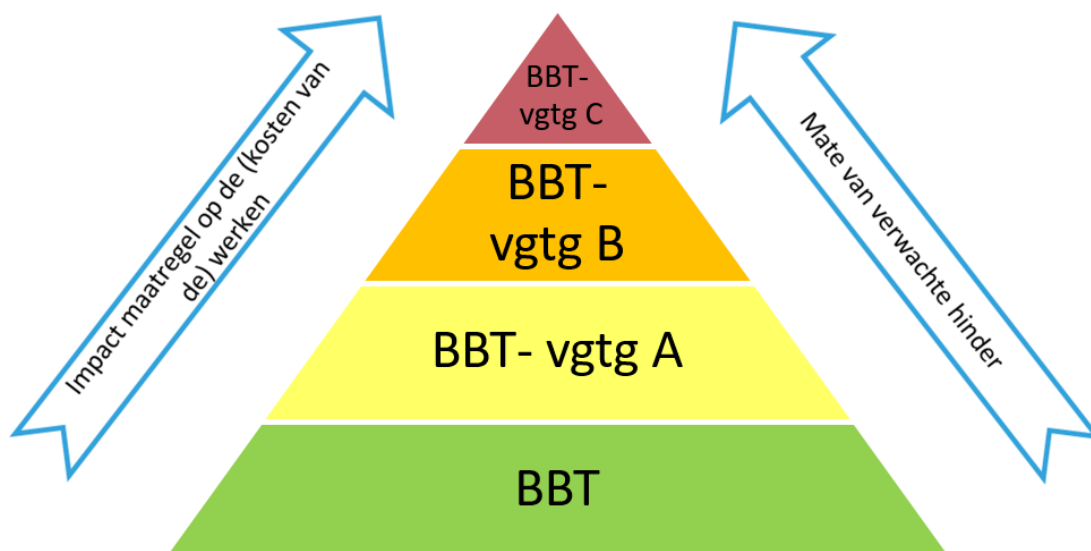 Impact maatregel op de (kosten van
de) werken
BBT-
vgtg C
BBT-
vgtg B
BBT- vgtg A
BBT
Mate van verwachte hinder